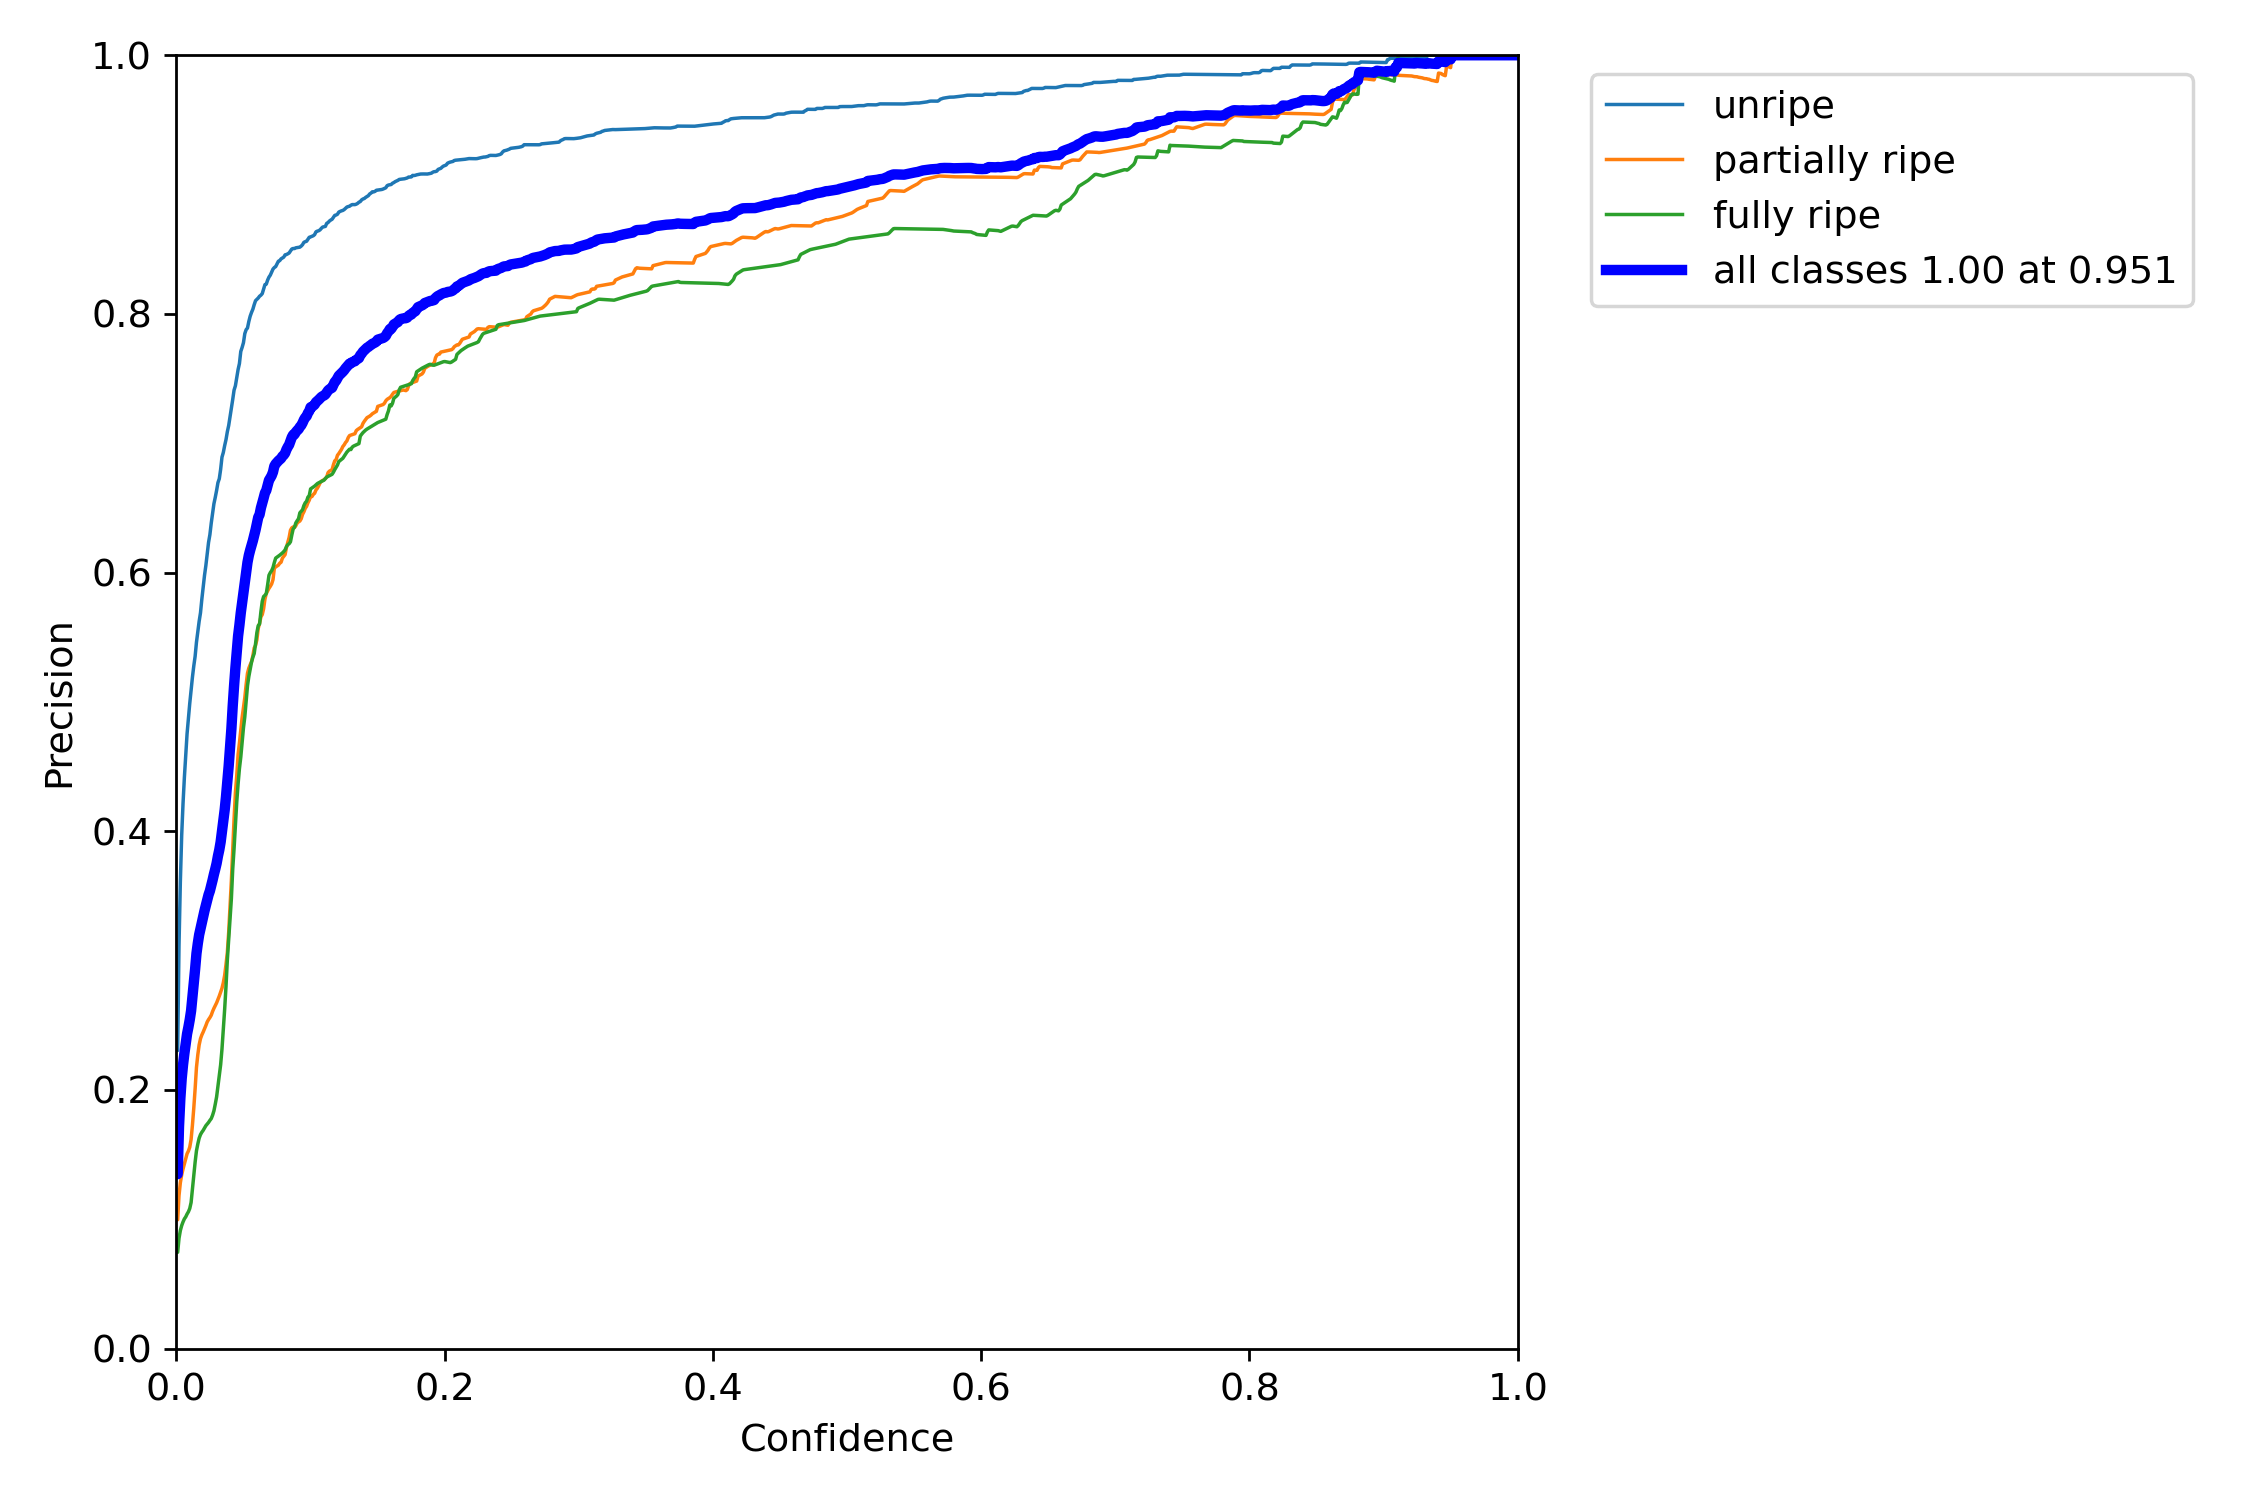 1.0
0.8
0.6
0.4
0.2
0.0
Precision
0.0 0.2 0.4 0.6 0.8 1.0
Confidence
unripe
partially ripe
fully ripe
all classes 1.00 at 0.951